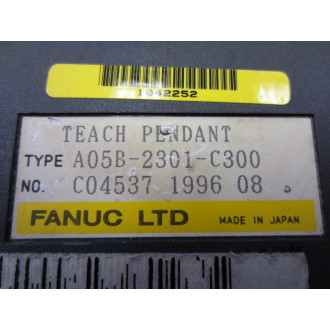 1042252
TEACH PENDANT
TYPE A05B-2301-C300
NO. C04537 1996 08
FANUC LTD MADE IN JAPAN